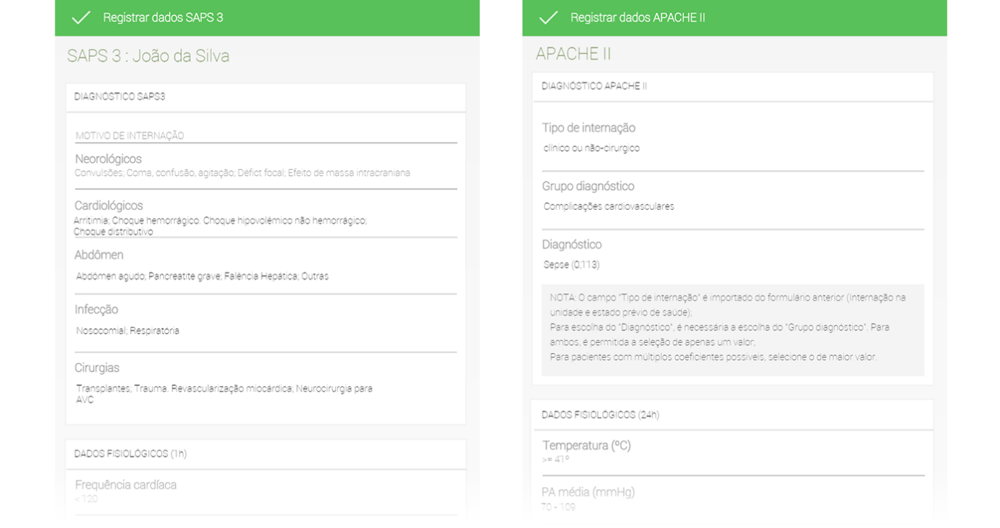 Registrar dados SAPS 3
SAPS 3 : João da Silva
DIAGNÓSTICO SAPS3
MOTIVO DE INTERNAÇÃO
Neorológicos
Convulsões; Coma, confusão, agitação; Défict focal; Efeito de massa intracraniana
Cardiológicos
Arritimia; Choque hemorrágico. Choque hipovolêmico não hemorrágico;
Choque distributivo
Abdômen
Abdômen agudo; Pancreatite grave; Falência Hepática; Outras
Infecção
Nosocomial; Respiratória
Cirurgias
Transplantes; Trauma. Revascularização miocárdica; Neurocirurgia para
AVC
DADOS FISIOLÓGICOS (1h)
Frequência cardíaca
< 120
Registrar dados APACHE II
APACHE II
DIAGNÓSTICO APACHE II
Tipo de internação
clínico ou não-cirurgico
Grupo diagnóstico
Complicações cardiovasculares
Diagnóstico
Sepse (0,113)
NOTA: O campo "Tipo de internação" é importado do formulário anterior (Internação na
unidade e estado prévio de saúde);
Para escolha do "Diagnóstico", é necessária a escolha do "Grupo diagnóstico". Para
ambos, é permitida a seleção de apenas um valor;
Para pacientes com múltiplos coeficientes possiveis, selecione o de maior valor.
DADOS FISIOLÓGICOS (24h)
Temperatura (ºC)
>= 41º
PA média (mmHg)
70 - 109